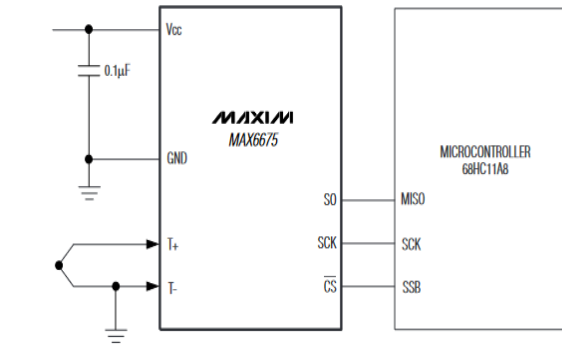 Vcc
0.1µF
MAXIM
MAX6675
GND
MICROCONTROLLER
68HC11A8
SO
MISO
T+
SCK
SCK
T-
CS
SSB